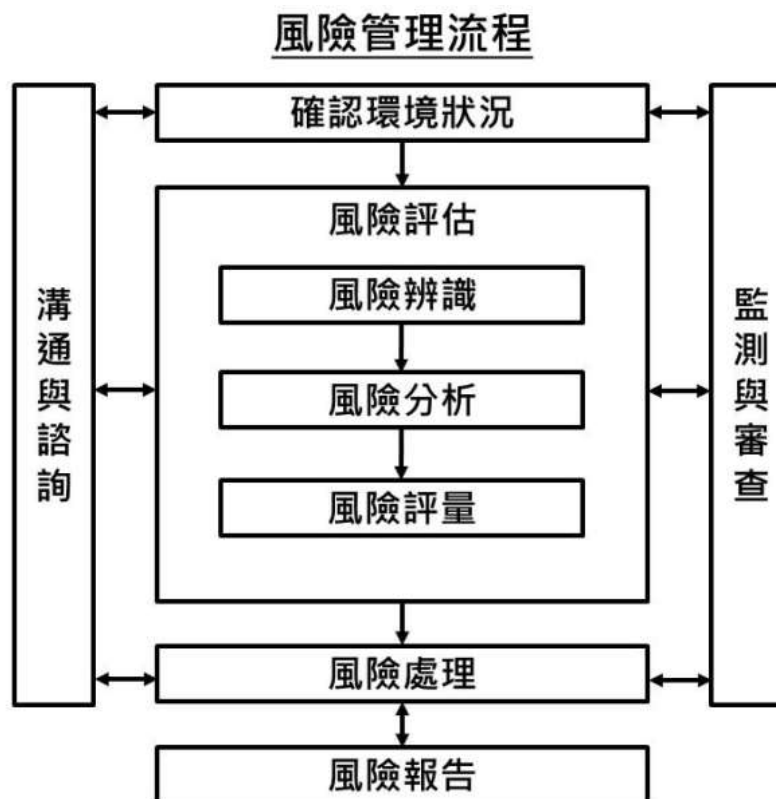 風險管理流程
確認環境狀況
風險評估
風險辨識
風險分析
風險評量
風險處理
風險報告
溝通與諮詢
監測與審查